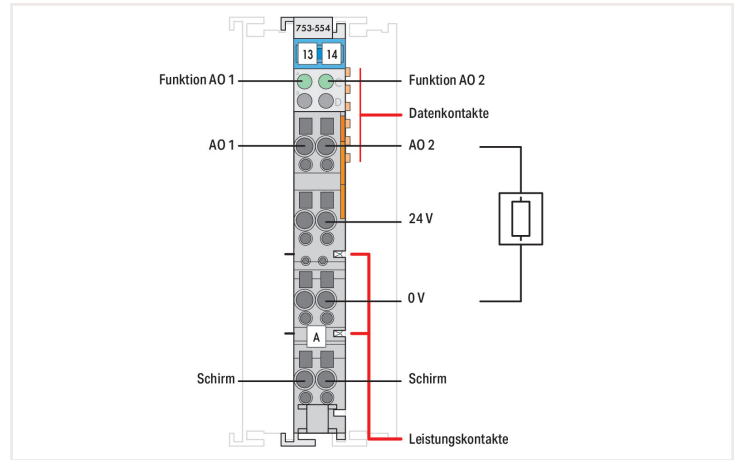 753-554
13 14
Funktion AO 1
Funktion AO 2
C
D
Datenkontakte
AO 1
AO 2
24 V
0 V
A
Schirm
Schirm
Leistungskontakte